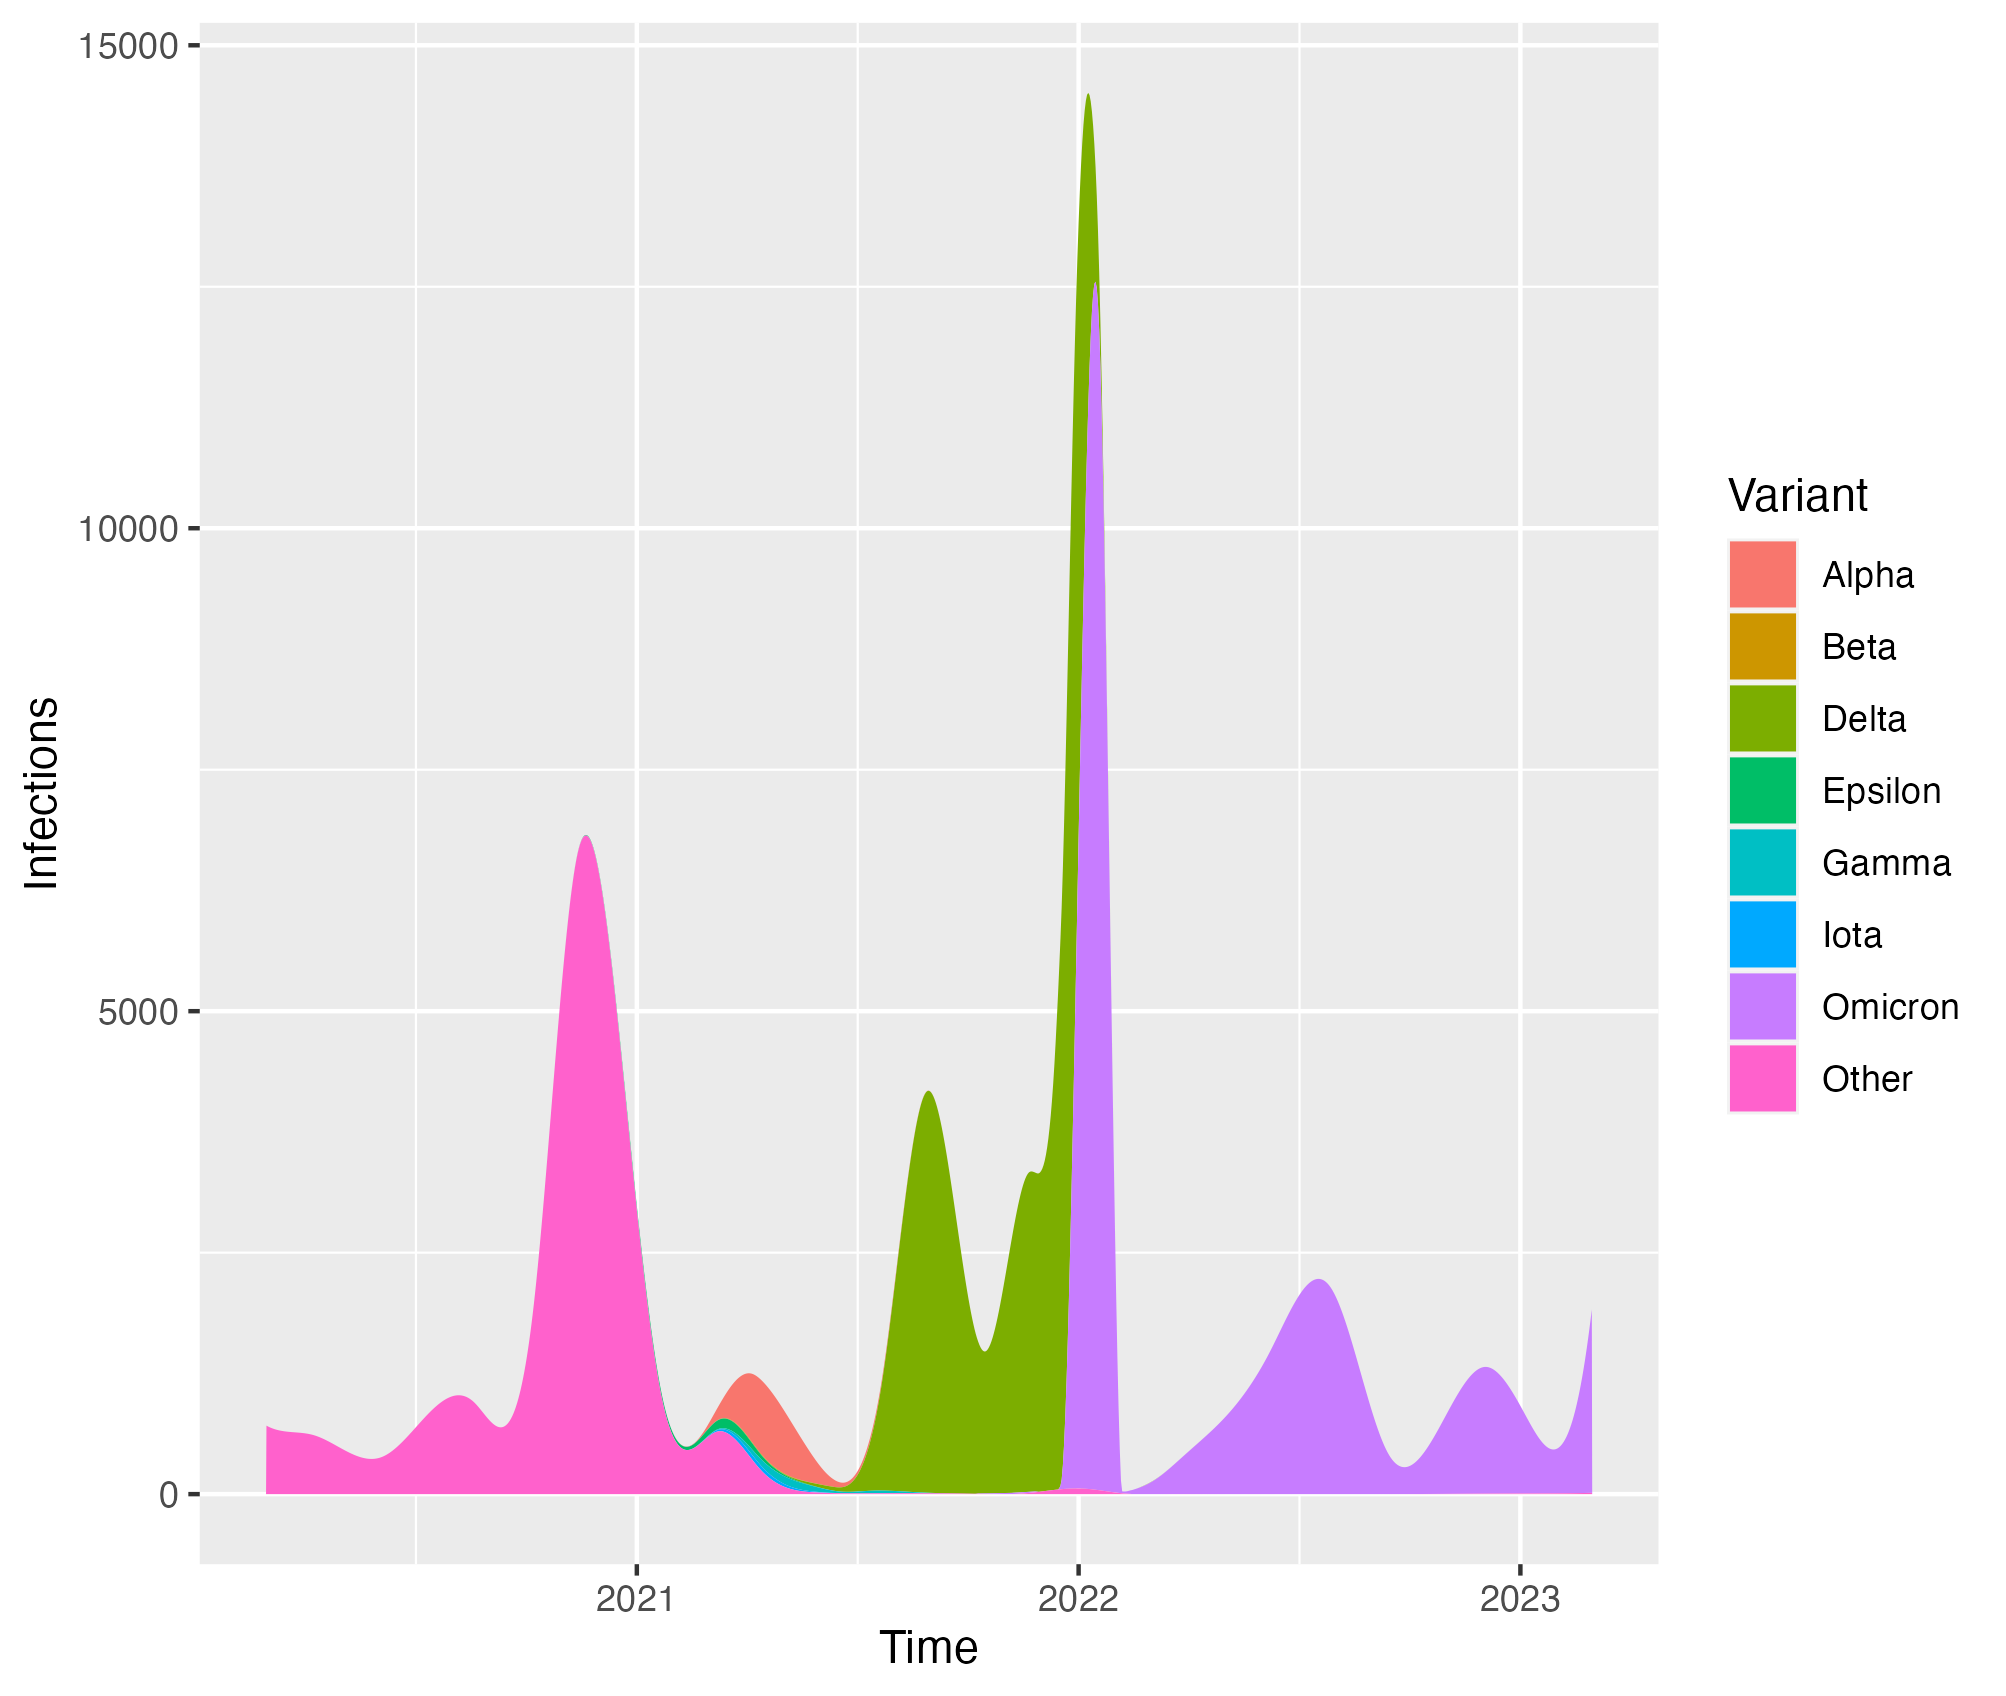 15000
10000
5000
0
Infections
2021
2022
2023
Time
Variant
Alpha
Beta
Delta
Epsilon
Gamma
Iota
Omicron
Other